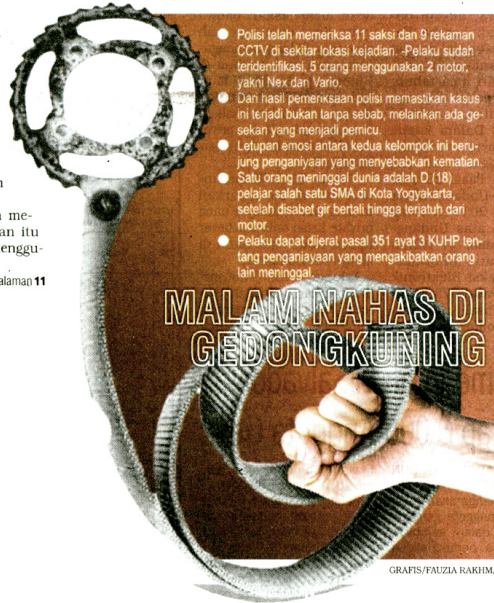 Polisi telah memeriksa 11 saksi dan 9 rekaman
CCTV di sekitar lokasi kejadian. -Pelaku sudah
teridentifikasi, 5 orang menggunakan 2 motor,
yakni Nex dan Vario.
Dari hasil pemeriksaan polisi memastikan kasus
ini terjadi bukan tanpa sebab, melainkan ada ge-
sekan yang menjadi pemicu.
Letupan emosi antara kedua kelompok ini beru-
jung penganiyaan yang menyebabkan kematian.
Satu orang meninggal dunia adalah D (18)
pelajar salah satu SMA di Kota Yogyakarta,
setelah disabet gir bertali hingga terjatuh dari
motor.
Pelaku dapat dijerat pasal 351 ayat 3 KUHP ten-
tang penganiayaan yang mengakibatkan orang
lain meninggal.
me-
an itu
enggu-
alaman 11
MALAM NAHAS DI
GEDONGKUNING
GRAFIS/FAUZIA RAKHMA